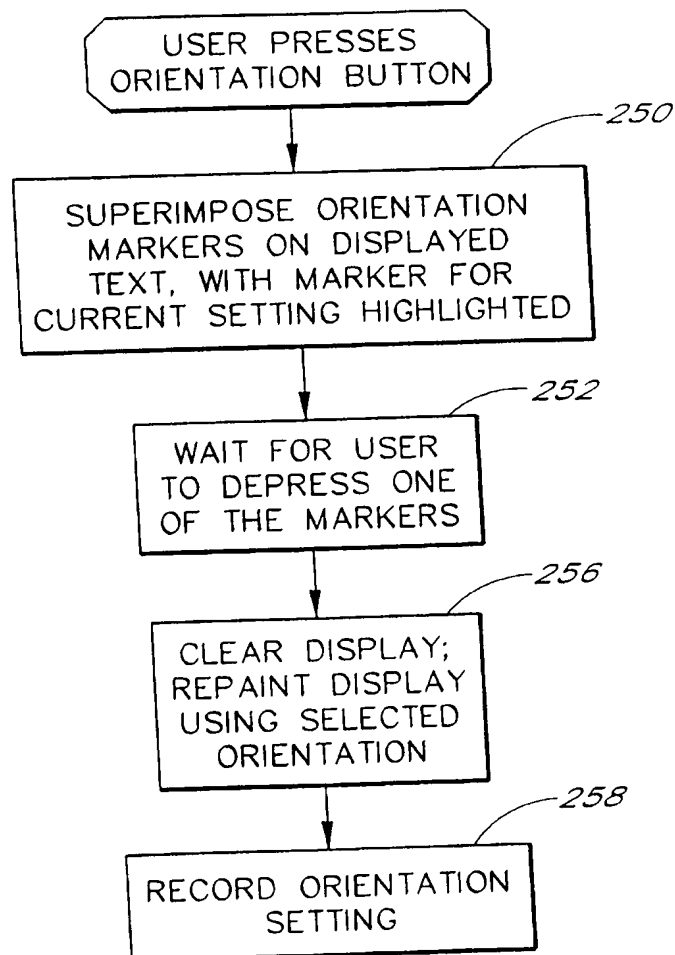 USER PRESSES
ORIENTATION BUTTON
250
SUPERIMPOSE ORIENTATION
MARKERS ON DISPLAYED
TEXT, WITH MARKER FOR
CURRENT SETTING HIGHLIGHTED
252
WAIT FOR USER
TO DEPRESS ONE
OF THE MARKERS
256
CLEAR DISPLAY;
REPAINT DISPLAY
USING SELECTED
ORIENTATION
258
RECORD ORIENTATION
SETTING